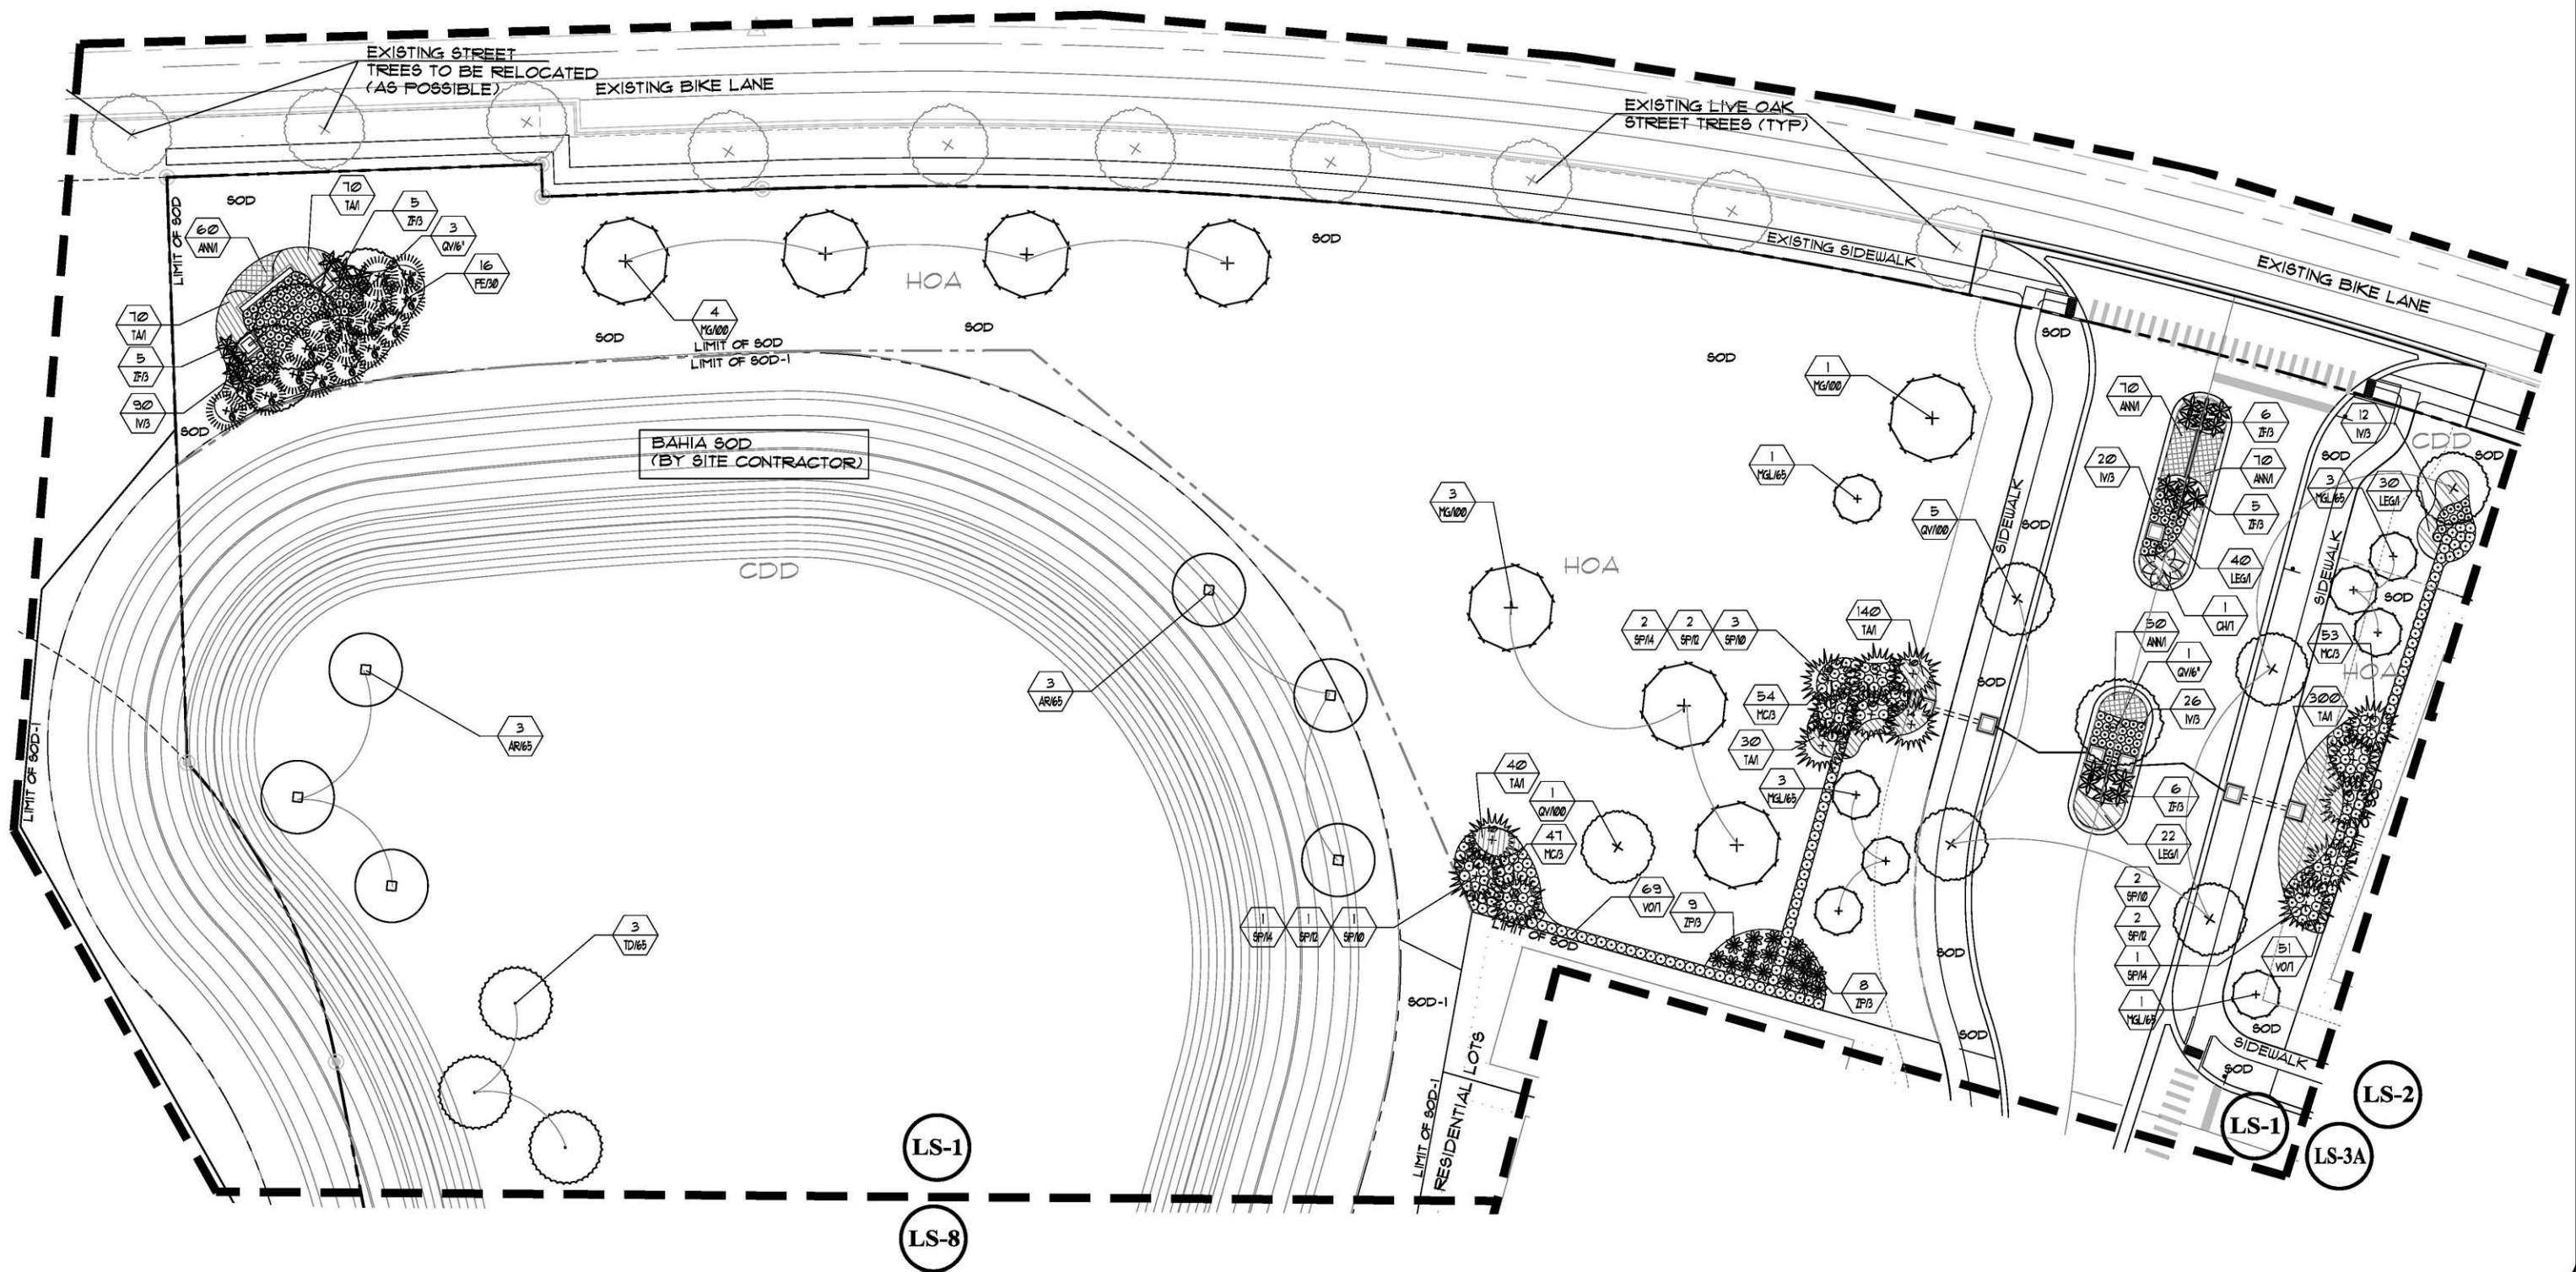 EXISTING STREET
TREES TO BE RELOCATED
(AS POSSIBLE)
EXISTING BIKE LANE
EXISTING LIVE OAK
STREET TREES (TYP)
EXISTING SIDEWALK
EXISTING BIKE LANE
LIMIT OF SOD
SOD
70
TA/1
5
ZF/3
3
QV/6"
16
PE/30
60
ANN/1
70
TA/1
5
ZF/3
90
IV/3
SOD
HOA
SOD
SOD
SOD
4
MG/100
LIMIT OF SOD
LIMIT OF SOD-1
BAHIA SOD
(BY SITE CONTRACTOR)
CDD
3
AR/65
3
AR/65
3
TD/65
LIMIT OF SOD-1
SOD
1
MG/100
1
MGL/65
3
MG/100
HOA
5
QV/100
2
SP/14
2
SP/12
3
SP/10
140
TA/1
54
MC/3
30
TA/1
3
MGL/65
40
TA/1
1
QV/100
47
MC/3
69
VO/7
9
ZP/3
8
ZP/3
1
SP/14
1
SP/12
1
SP/10
LIMIT OF SOD
SOD-1
LIMIT OF SOD-1
RESIDENTIAL LOTS
SOD
SIDEWALK
SOD
SOD
SOD
SOD
70
ANN/1
6
ZF/3
20
IV/3
70
ANN/1
5
ZF/3
40
LEG/1
1
CH/7
50
ANN/1
1
QV/6"
26
IV/3
6
ZF/3
22
LEG/1
12
IV/3
CDD
SOD
SOD
3
MGL/65
30
LEG/1
SIDEWALK
SOD
53
MC/3
HOA
300
TA/1
LIMIT OF SOD
2
SP/10
2
SP/12
1
SP/14
51
VO/7
1
MGL/65
SOD
SIDEWALK
SOD
LS-1
LS-8
LS-1
LS-2
LS-3A